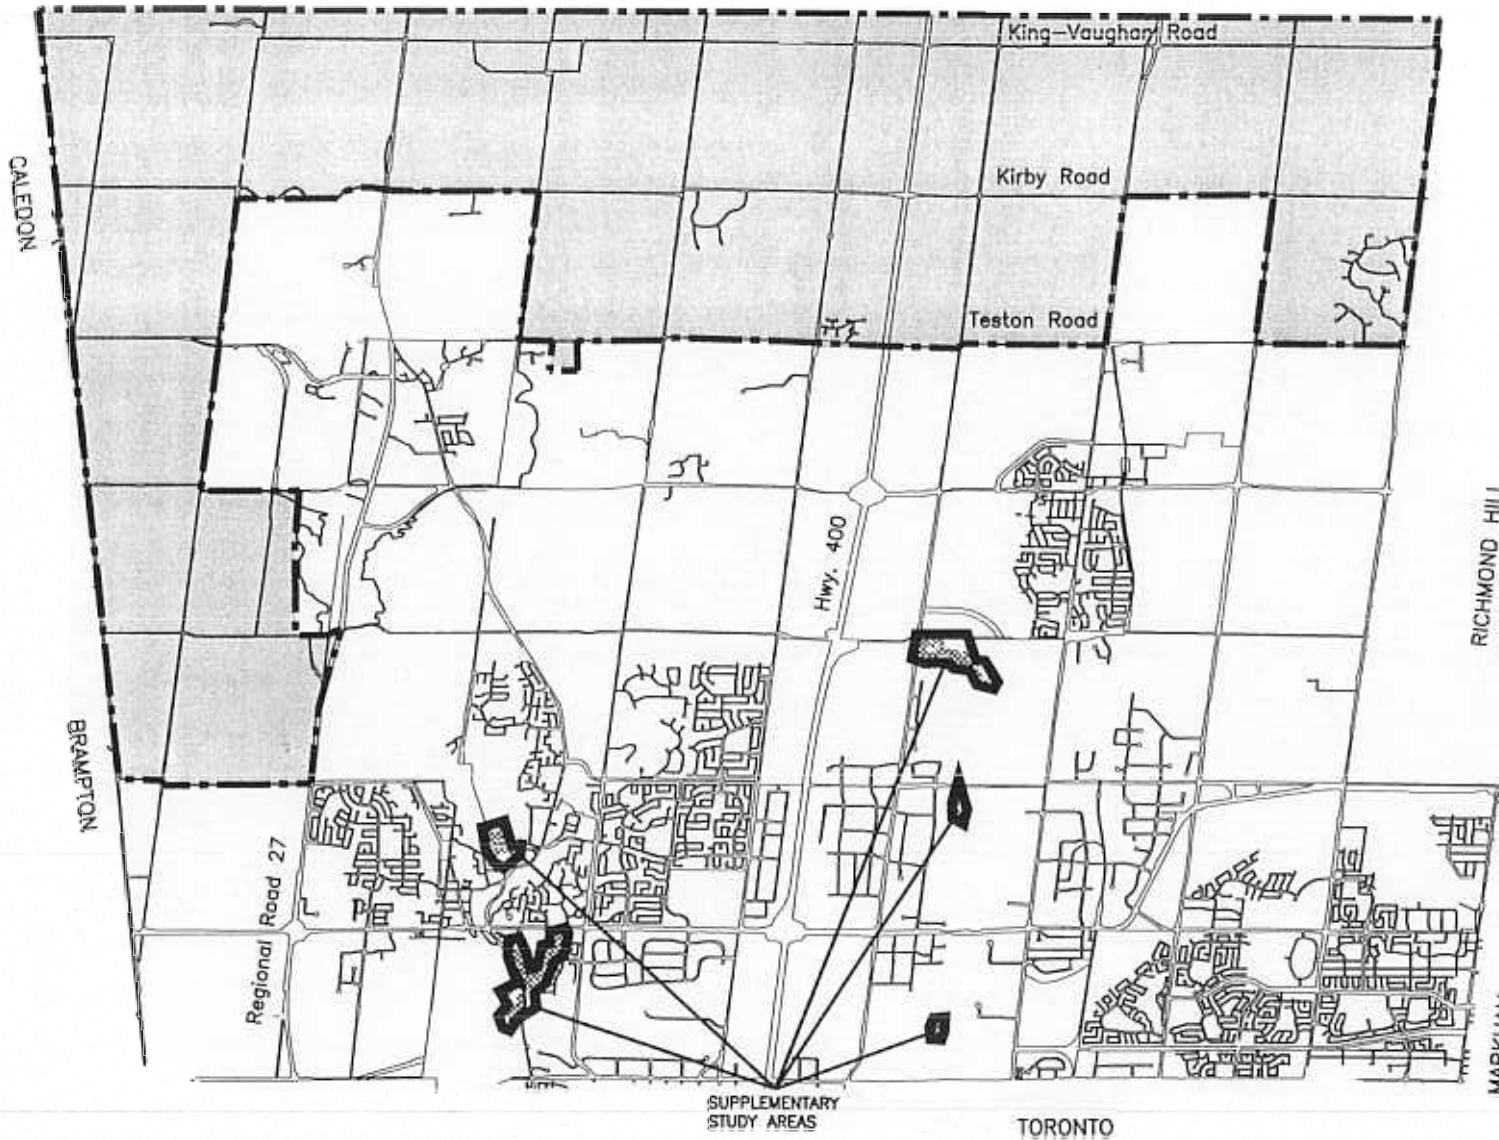 King-Vaughan Road
Kirby Road
CALEDON
Teston Road
RICHMOND HILL
Hwy. 400
BRAMPTON
Regional Road 27
MARKHAM
SUPPLEMENTARY
STUDY AREAS
TORONTO